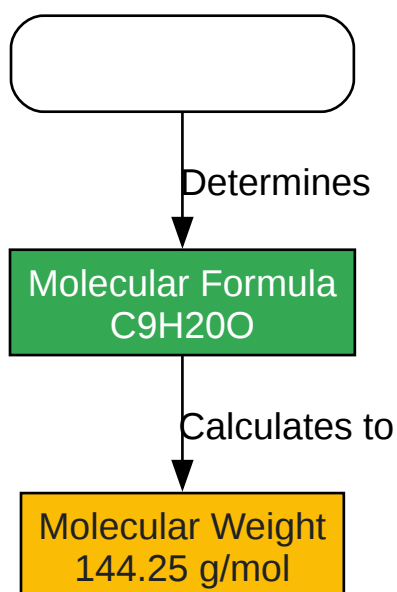 Determines
Molecular Formula
C9H20O
Calculates to
Molecular Weight
144.25 g/mol